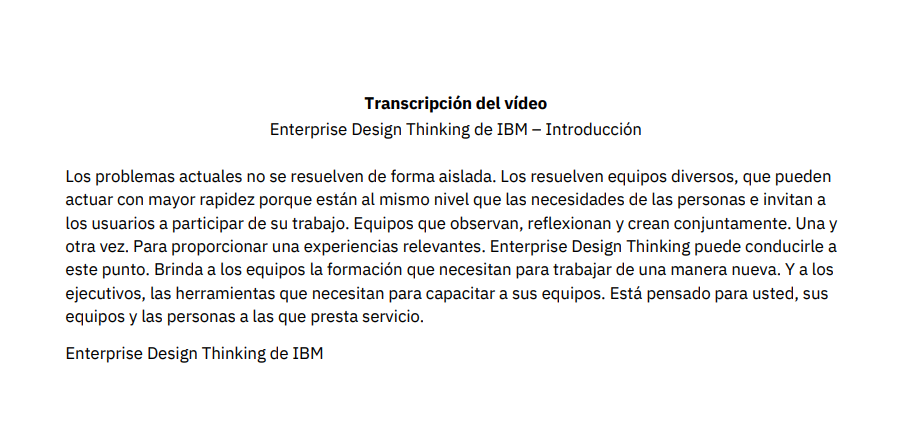 Transcripción del vídeo
Enterprise Design Thinking de IBM – Introducción
Los problemas actuales no se resuelven de forma aislada. Los resuelven equipos diversos, que pueden
actuar con mayor rapidez porque están al mismo nivel que las necesidades de las personas e invitan a
los usuarios a participar de su trabajo. Equipos que observan, reflexionan y crean conjuntamente. Una y
otra vez. Para proporcionar una experiencias relevantes. Enterprise Design Thinking puede conducirle a
este punto. Brinda a los equipos la formación que necesitan para trabajar de una manera nueva. Y a los
ejecutivos, las herramientas que necesitan para capacitar a sus equipos. Está pensado para usted, sus
equipos y las personas a las que presta servicio.
Enterprise Design Thinking de IBM